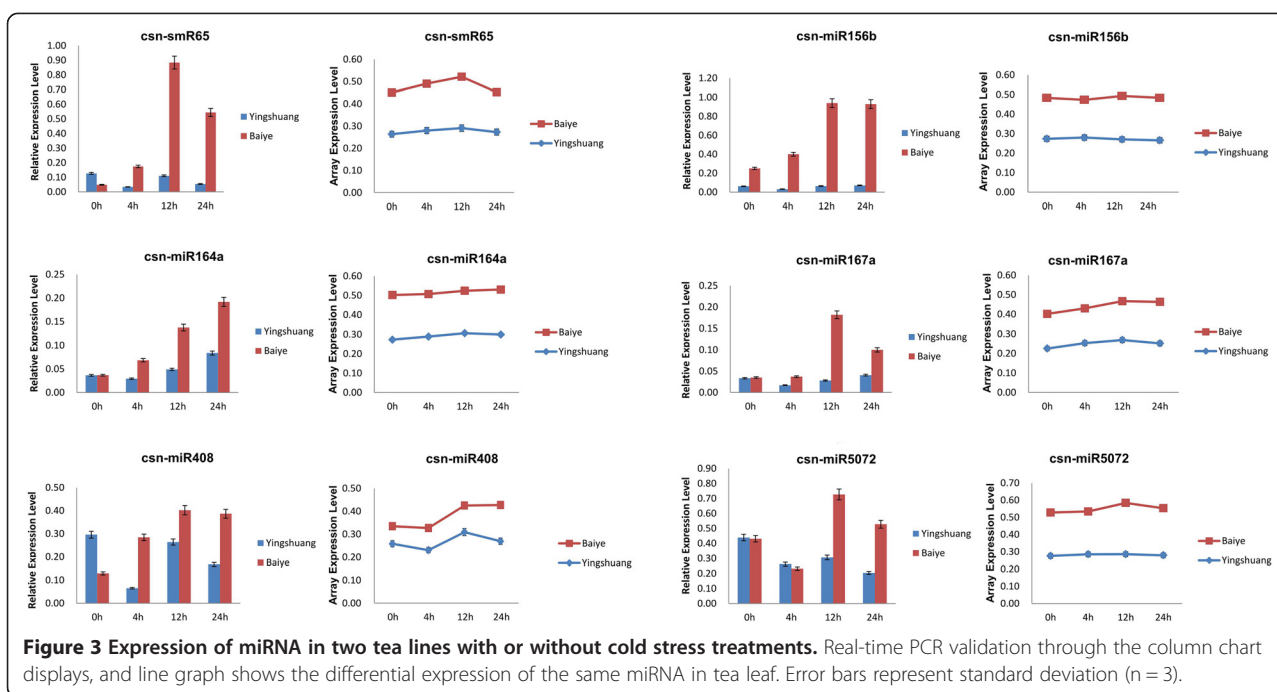 csn-smR65
Relative Expression Level
1.00
0.90
0.80
0.70
0.60
0.50
0.40
0.30
0.20
0.10
0.00
0h 4h 12h 24h
Yingshuang
Baiye
csn-smR65
Array Expression Level
0.60
0.50
0.40
0.30
0.20
0.10
0.00
0h 4h 12h 24h
Baiye
Yingshuang
csn-miR156b
Relative Expression Level
1.20
1.00
0.80
0.60
0.40
0.20
0.00
0h 4h 12h 24h
Yingshuang
Baiye
csn-miR156b
Array Expression Level
0.60
0.50
0.40
0.30
0.20
0.10
0.00
0h 4h 12h 24h
Baiye
Yingshuang
csn-miR164a
Relative Expression Level
0.25
0.20
0.15
0.10
0.05
0.00
0h 4h 12h 24h
Yingshuang
Baiye
csn-miR164a
Array Expression Level
0.60
0.50
0.40
0.30
0.20
0.10
0.00
0h 4h 12h 24h
Baiye
Yingshuang
csn-miR167a
Relative Expression Level
0.25
0.20
0.15
0.10
0.05
0.00
0h 4h 12h 24h
Yingshuang
Baiye
csn-miR167a
Array Expression Level
0.60
0.50
0.40
0.30
0.20
0.10
0.00
0h 4h 12h 24h
Baiye
Yingshuang
csn-miR408
Relative Expression Level
0.50
0.40
0.30
0.20
0.10
0.00
0h 4h 12h 24h
Yingshuang
Baiye
csn-miR408
Array Expression Level
0.50
0.40
0.30
0.20
0.10
0.00
0h 4h 12h 24h
Baiye
Yingshuang
csn-miR5072
Relative Expression Level
0.90
0.80
0.70
0.60
0.50
0.40
0.30
0.20
0.10
0.00
0h 4h 12h 24h
Yingshuang
Baiye
csn-miR5072
Array Expression Level
0.70
0.60
0.50
0.40
0.30
0.20
0.10
0.00
0h 4h 12h 24h
Baiye
Yingshuang
Figure 3 Expression of miRNA in two tea lines with or without cold stress treatments. Real-time PCR validation through the column chart
displays, and line graph shows the differential expression of the same miRNA in tea leaf. Error bars represent standard deviation (n = 3).